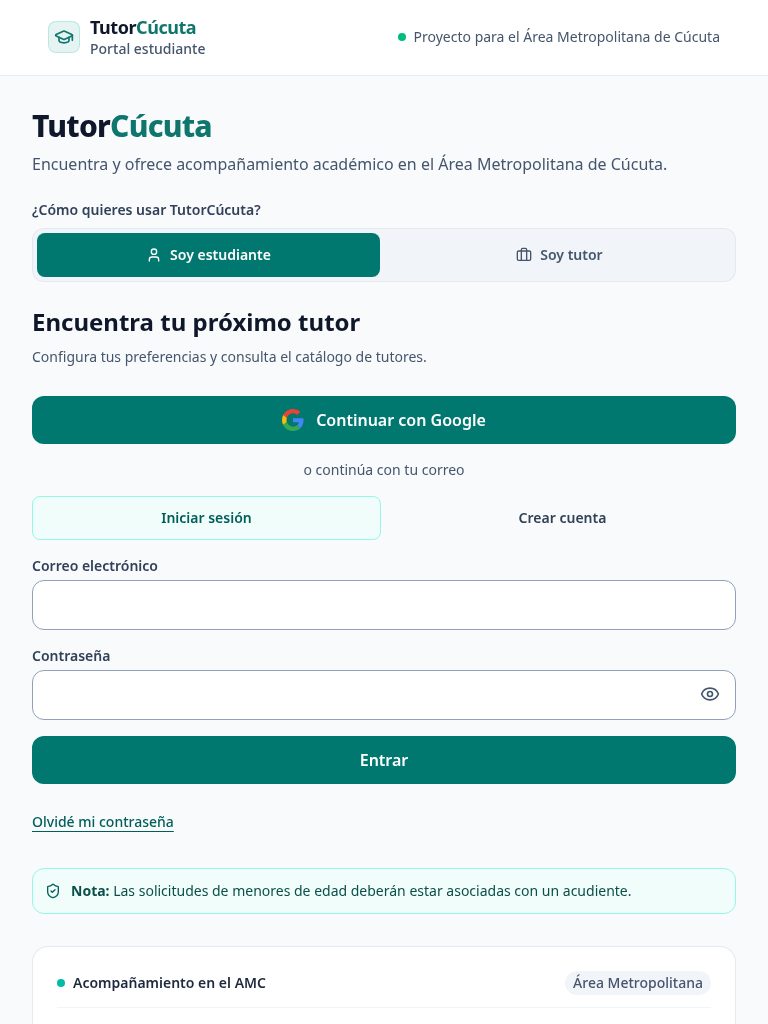 TutorCúcuta
Portal estudiante
Proyecto para el Área Metropolitana de Cúcuta
TutorCúcuta
Encuentra y ofrece acompañamiento académico en el Área Metropolitana de Cúcuta.
¿Cómo quieres usar TutorCúcuta?
Soy estudiante
Soy tutor
Encuentra tu próximo tutor
Configura tus preferencias y consulta el catálogo de tutores.
Continuar con Google
o continúa con tu correo
Iniciar sesión
Crear cuenta
Correo electrónico
Contraseña
Entrar
Olvidé mi contraseña
Nota: Las solicitudes de menores de edad deberán estar asociadas con un acudiente.
Acompañamiento en el AMC
Área Metropolitana